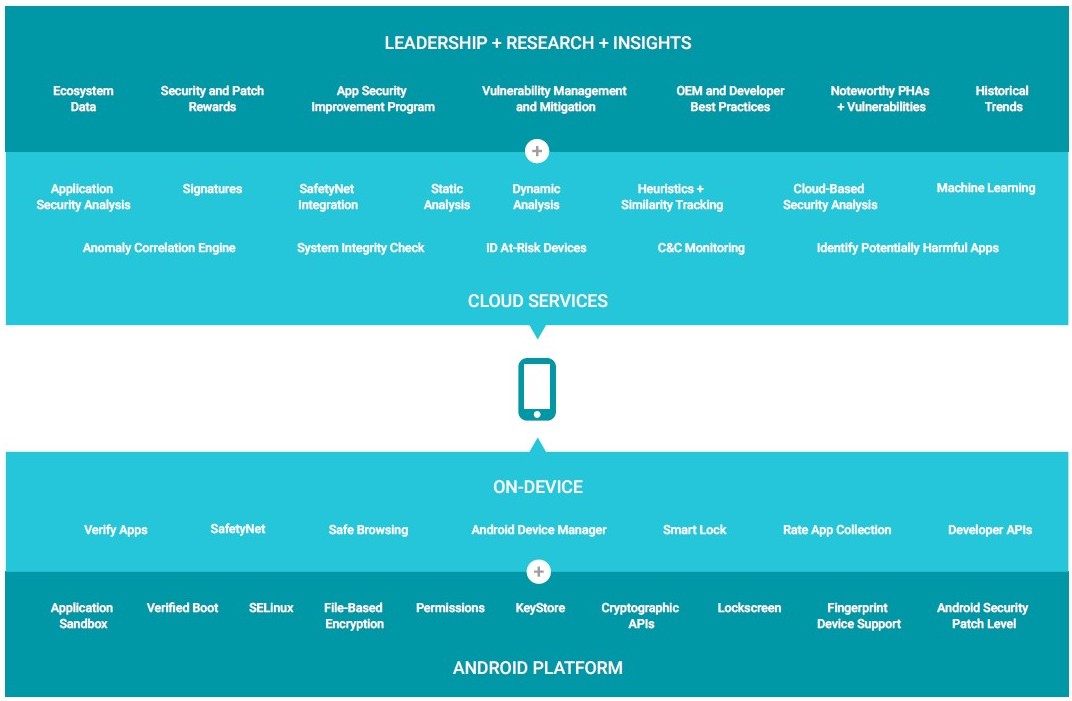 LEADERSHIP + RESEARCH + INSIGHTS
Ecosystem
Data
Security and Patch
Rewards
App Security
Improvement Program
Vulnerability Management
and Mitigation
OEM and Developer
Best Practices
Noteworthy PHAs
+ Vulnerabilities
Historical
Trends
+
Application
Security Analysis
Signatures
SafetyNet
Integration
Static
Analysis
Dynamic
Analysis
Heuristics +
Similarity Tracking
Cloud-Based
Security Analysis
Machine Learning
Anomaly Correlation Engine
System Integrity Check
ID At-Risk Devices
C&C Monitoring
Identify Potentially Harmful Apps
CLOUD SERVICES
ON-DEVICE
Verify Apps
SafetyNet
Safe Browsing
Android Device Manager
Smart Lock
Rate App Collection
Developer APIs
+
Application
Sandbox
Verified Boot
SELinux
File-Based
Encryption
Permissions
KeyStore
Cryptographic
APIs
Lockscreen
Fingerprint
Device Support
Android Security
Patch Level
ANDROID PLATFORM